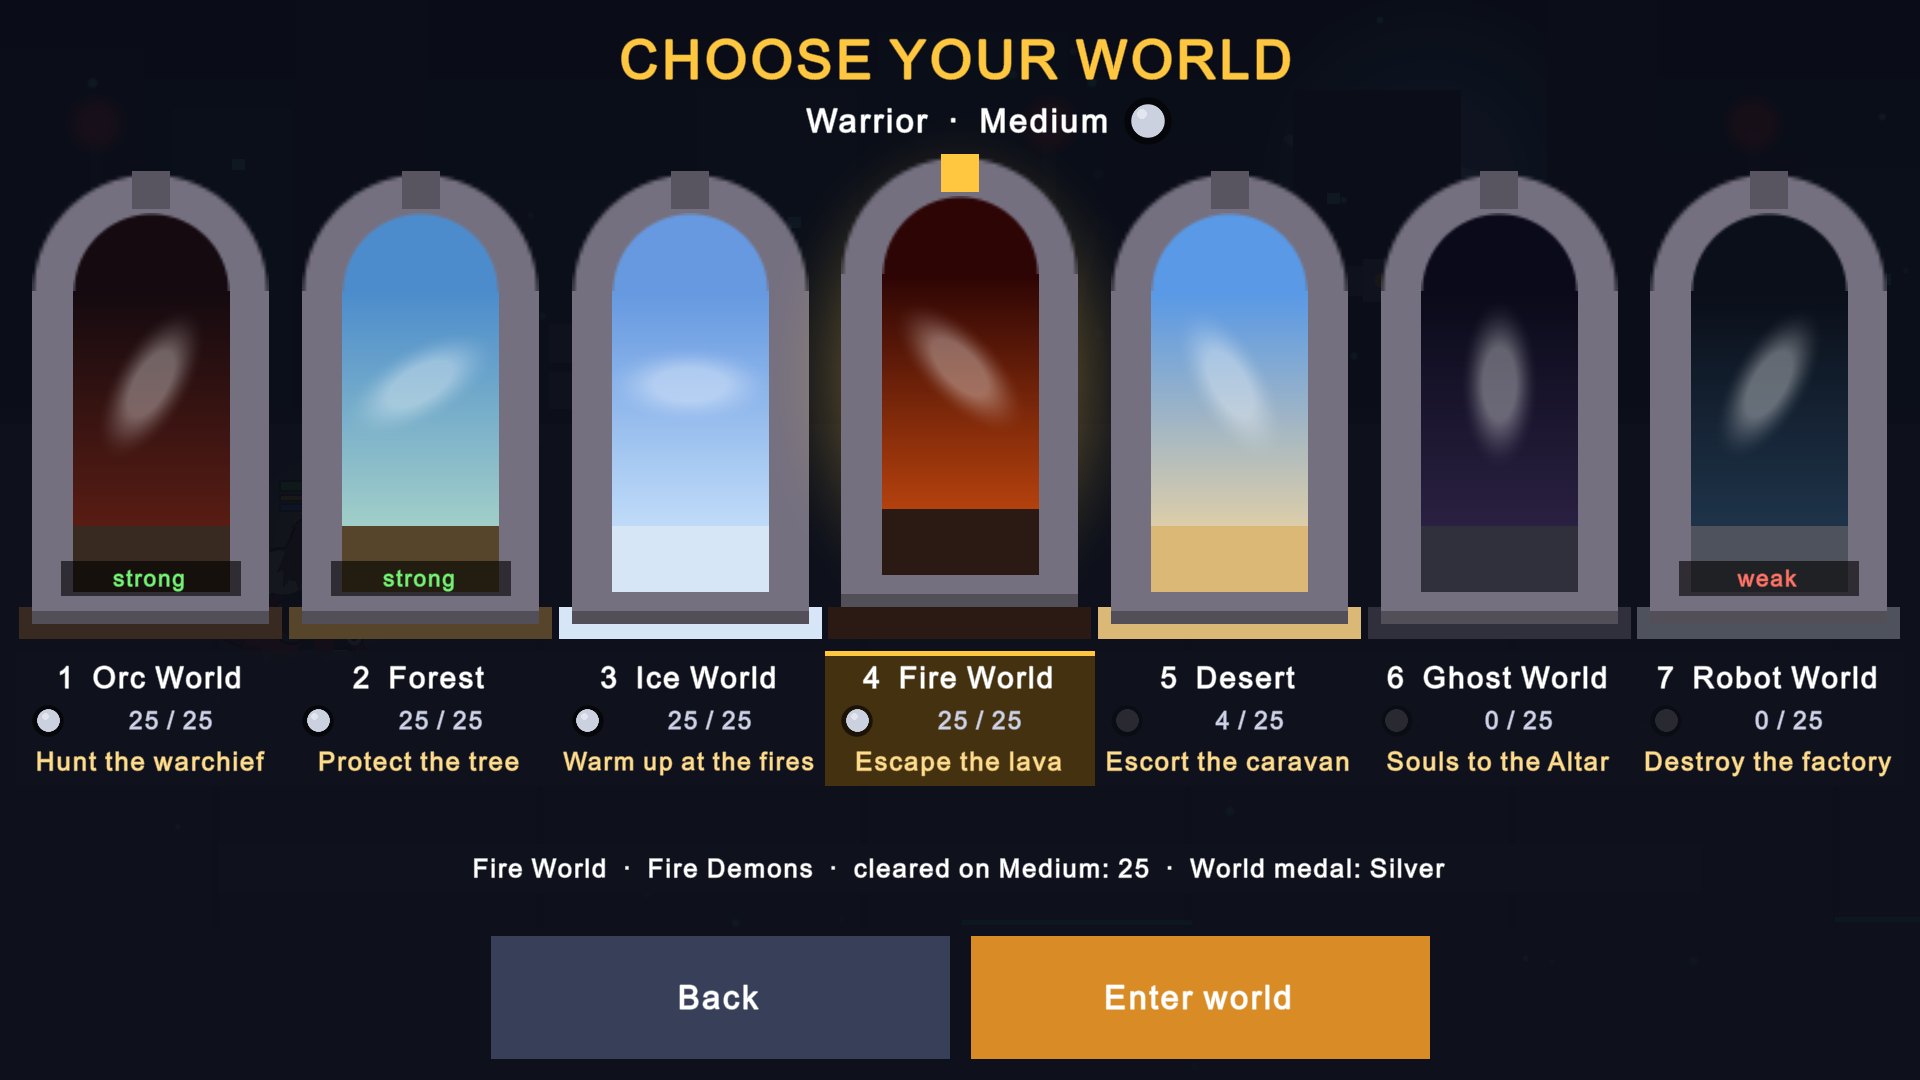 CHOOSE YOUR WORLD
Warrior · Medium
strong
strong
weak
1 Orc World
25 / 25
Hunt the warchief
2 Forest
25 / 25
Protect the tree
3 Ice World
25 / 25
Warm up at the fires
4 Fire World
25 / 25
Escape the lava
5 Desert
4 / 25
Escort the caravan
6 Ghost World
0 / 25
Souls to the Altar
7 Robot World
0 / 25
Destroy the factory
Fire World · Fire Demons · cleared on Medium: 25 · World medal: Silver
Back
Enter world